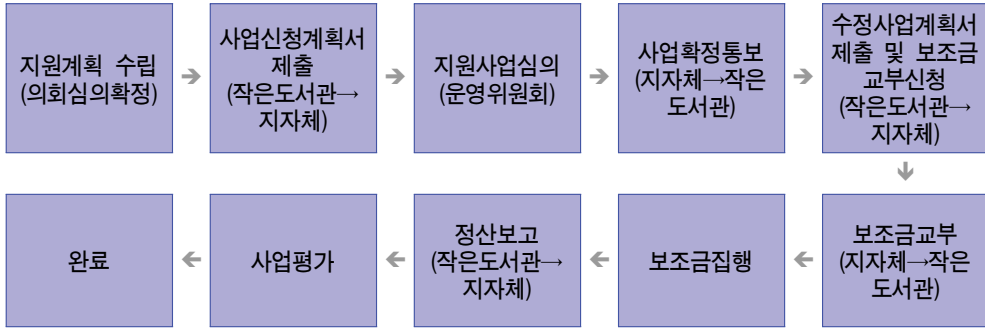 지원계획 수립
(의회심의확정)
➔
사업신청계획서
제출
(작은도서관→
지자체)
➔
지원사업심의
(운영위원회)
➔
사업확정통보
(지자체→작은
도서관)
➔
수정사업계획서
제출 및 보조금
교부신청
(작은도서관→
지자체)
보조금교부
(지자체→작은
도서관)
보조금집행
정산보고
(작은도서관→
지자체)
사업평가
완료